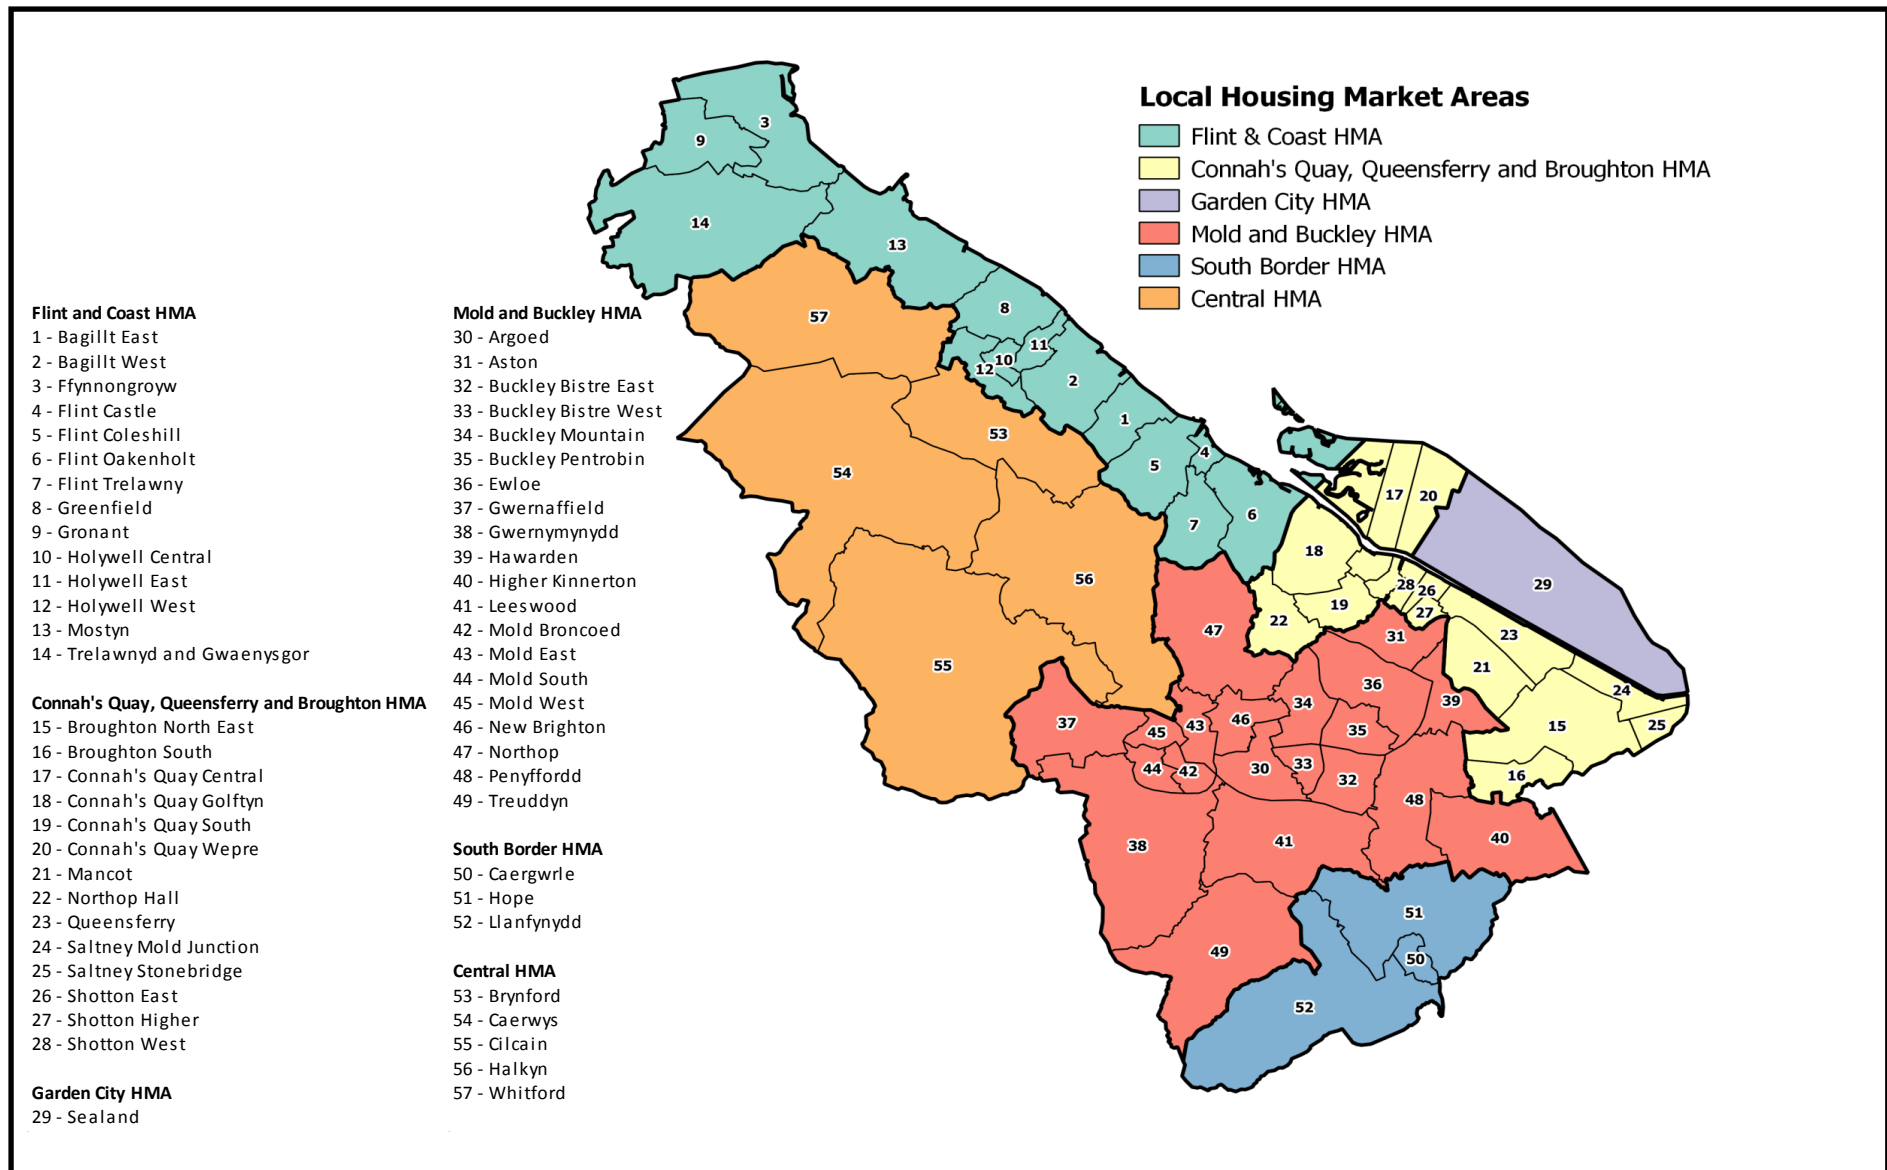 Local Housing Market Areas
Flint & Coast HMA
Connah's Quay, Queensferry and Broughton HMA
Garden City HMA
Mold and Buckley HMA
South Border HMA
Central HMA
Flint and Coast HMA
1 - Bagillt East
2 - Bagillt West
3 - Ffynnongroyw
4 - Flint Castle
5 - Flint Coleshill
6 - Flint Oakenholt
7 - Flint Trelawny
8 - Greenfield
9 - Gronant
10 - Holywell Central
11 - Holywell East
12 - Holywell West
13 - Mostyn
14 - Trelawnyd and Gwaenysgor
Connah's Quay, Queensferry and Broughton HMA
15 - Broughton North East
16 - Broughton South
17 - Connah's Quay Central
18 - Connah's Quay Golftyn
19 - Connah's Quay South
20 - Connah's Quay Wepre
21 - Mancot
22 - Northop Hall
23 - Queensferry
24 - Saltney Mold Junction
25 - Saltney Stonebridge
26 - Shotton East
27 - Shotton Higher
28 - Shotton West
Garden City HMA
29 - Sealand
Mold and Buckley HMA
30 - Argoed
31 - Aston
32 - Buckley Bistre East
33 - Buckley Bistre West
34 - Buckley Mountain
35 - Buckley Pentrobin
36 - Ewloe
37 - Gwernaffield
38 - Gwernymynydd
39 - Hawarden
40 - Higher Kinnerton
41 - Leeswood
42 - Mold Broncoed
43 - Mold East
44 - Mold South
45 - Mold West
46 - New Brighton
47 - Northop
48 - Penyffordd
49 - Treuddyn
South Border HMA
50 - Caergwrle
51 - Hope
52 - Llanfynydd
Central HMA
53 - Brynford
54 - Caerwys
55 - Cilcain
56 - Halkyn
57 - Whitford
3
9
14
13
57
8
11
10
12
2
1
53
4
5
54
17
20
6
7
18
56
28
26
29
19
27
22
47
31
23
55
21
36
24
34
39
37
46
43
25
15
35
45
33
30
44
42
16
32
48
40
41
38
51
49
50
52